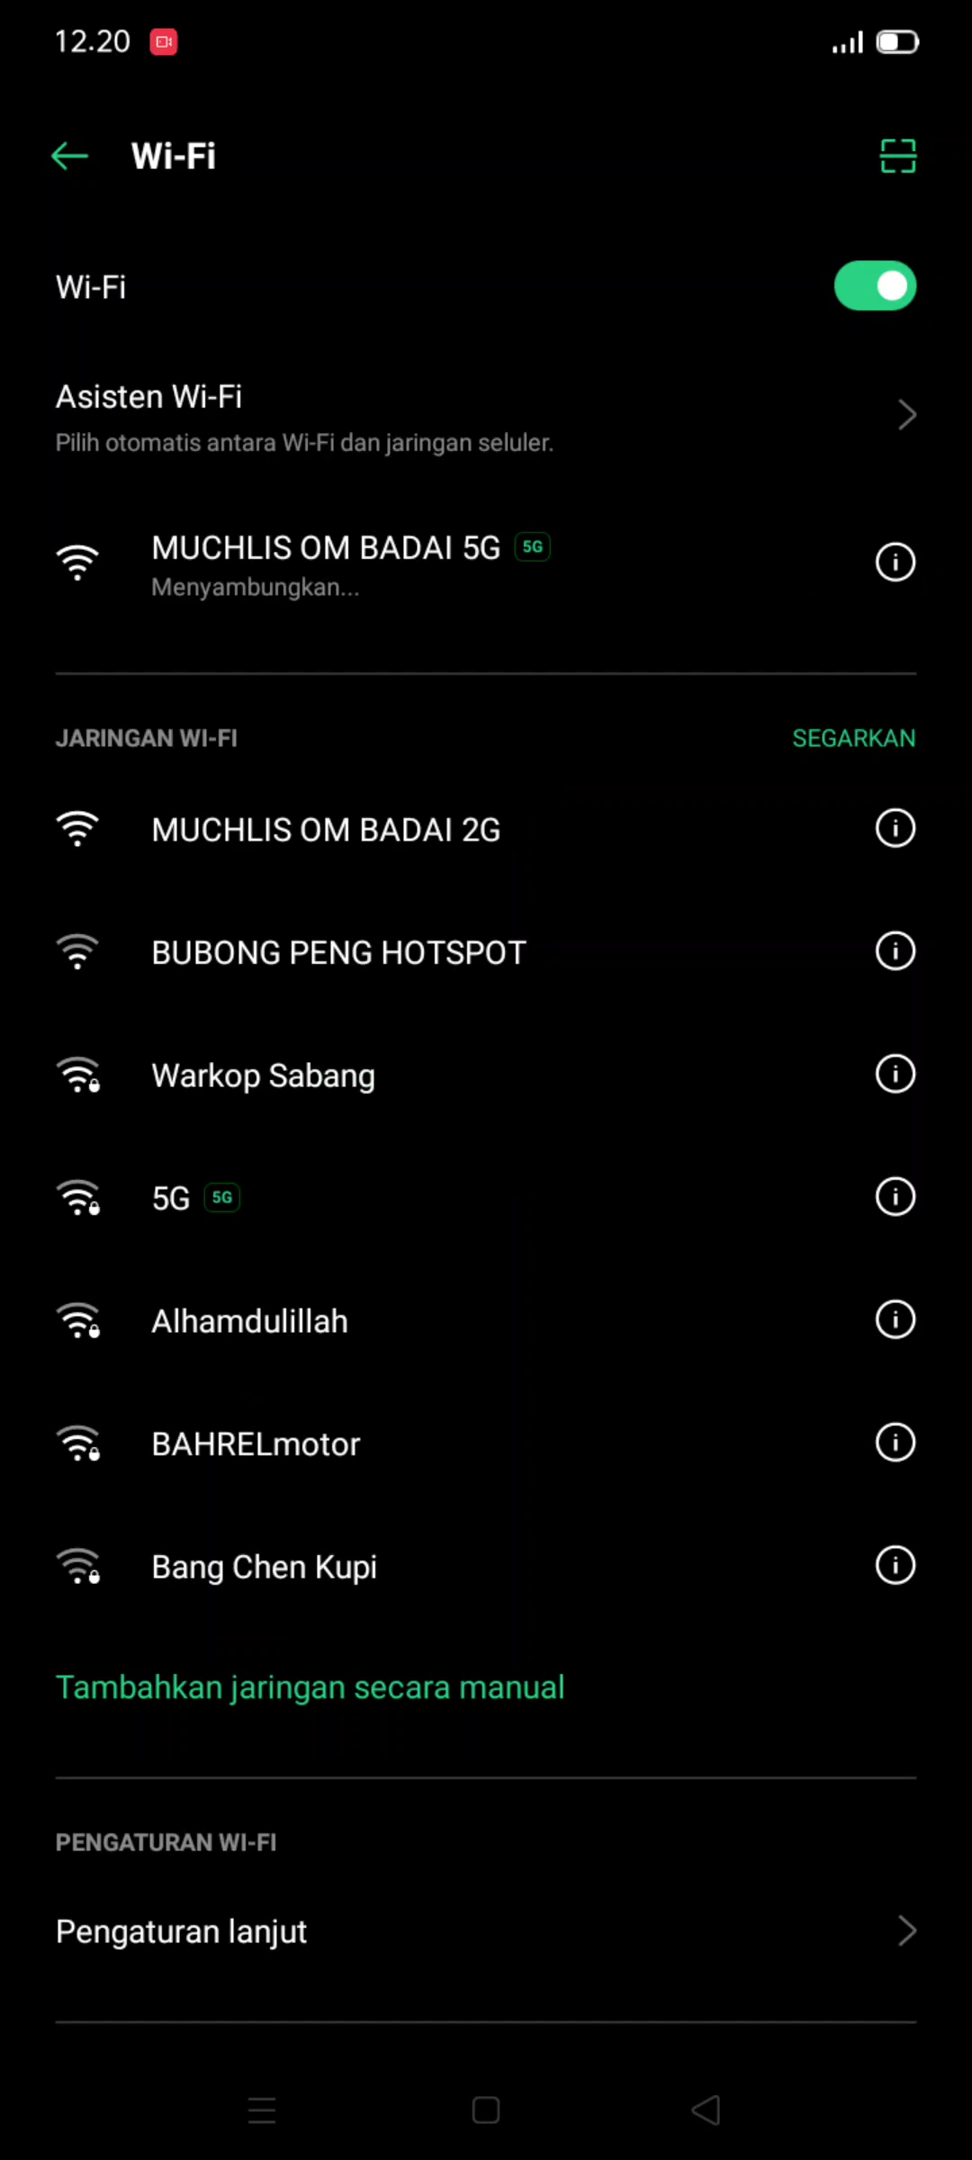 12.20
Wi-Fi
Wi-Fi
Asisten Wi-Fi
Pilih otomatis antara Wi-Fi dan jaringan seluler.
MUCHLIS OM BADAI 5G 5G
Menyambungkan...
JARINGAN WI-FI SEGARKAN
MUCHLIS OM BADAI 2G
BUBONG PENG HOTSPOT
Warkop Sabang
5G 5G
Alhamdulillah
BAHRELmotor
Bang Chen Kupi
Tambahkan jaringan secara manual
PENGATURAN WI-FI
Pengaturan lanjut